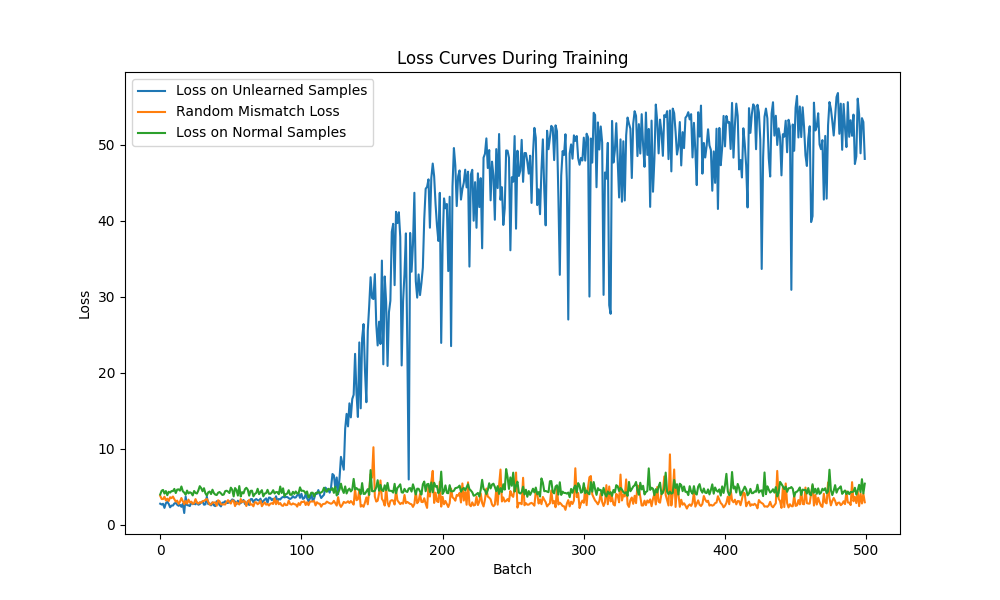 Loss Curves During Training
Loss on Unlearned Samples
Random Mismatch Loss
Loss on Normal Samples
Loss
50
40
30
20
10
0
0 100 200 300 400 500
Batch